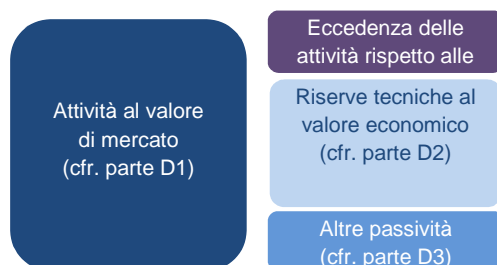 Attività al valore
di mercato
(cfr. parte D1)
Eccedenza delle
attività rispetto alle
Riserve tecniche al
valore economico
(cfr. parte D2)
Altre passività
(cfr. parte D3)